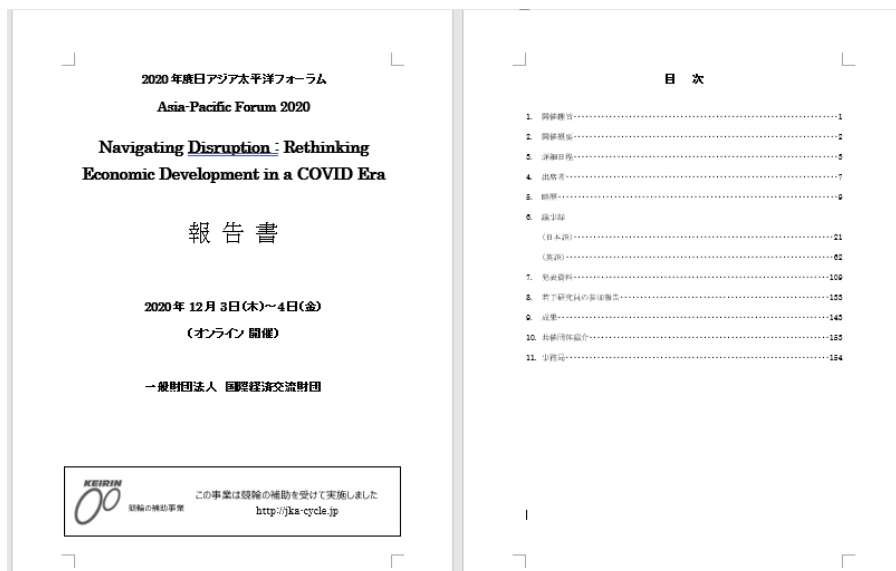 2020年度日アジア太平洋フォーラム
Asia-Pacific Forum 2020
Navigating Disruption : Rethinking
Economic Development in a COVID Era
報 告 書
2020年 12月 3日(木)~4日(金)
(オンライン 開催)
一般財団法人 国際経済交流財団
KEIRIN
競輪の補助事業
この事業は競輪の補助を受けて実施しました
http://jka-cycle.jp
目 次
1. 開催趣旨・・・1
2. 開催概要・・・2
3. 詳細日程・・・3
4. 出席者・・・7
5. 略歴・・・9
6. 議事録
(日本語)・・・21
(英語)・・・62
7. 発表資料・・・109
8. 若手研究員の参加報告・・・133
9. 成果・・・143
10. 共催団体紹介・・・153
11. 事務局・・・154